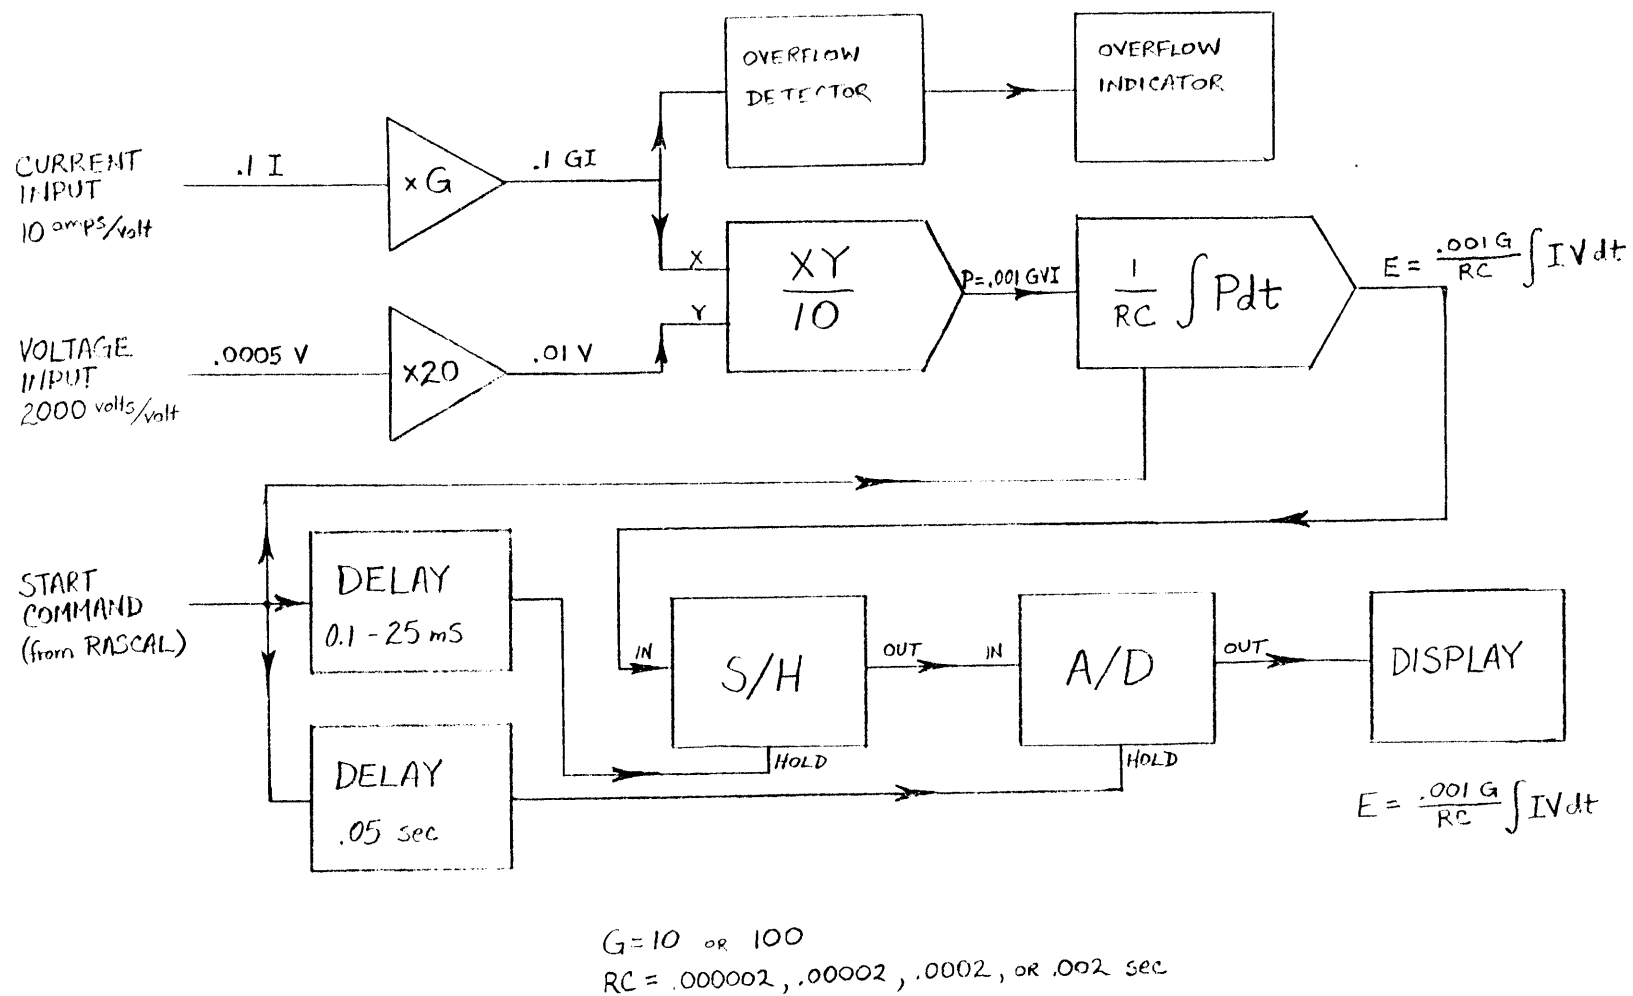 OVERFLOW
DETECTOR
OVERFLOW
INDICATOR
CURRENT
INPUT
10 amps/volt
.1 I
×G
.1 GI
X
Y
XY
10
P=.001 GVI
1
RC
∫Pdt
E = .001 G
RC
∫IVdt
VOLTAGE
INPUT
2000 volts/volt
.0005 V
×20
.01 V
START
COMMAND
(from RASCAL)
DELAY
0.1 - 25 mS
DELAY
.05 sec
IN
S/H
HOLD
OUT
IN
A/D
HOLD
OUT
DISPLAY
E = .001 G
RC
∫IVdt
G=10 OR 100
RC = .000002, .00002, .0002, OR .002 sec